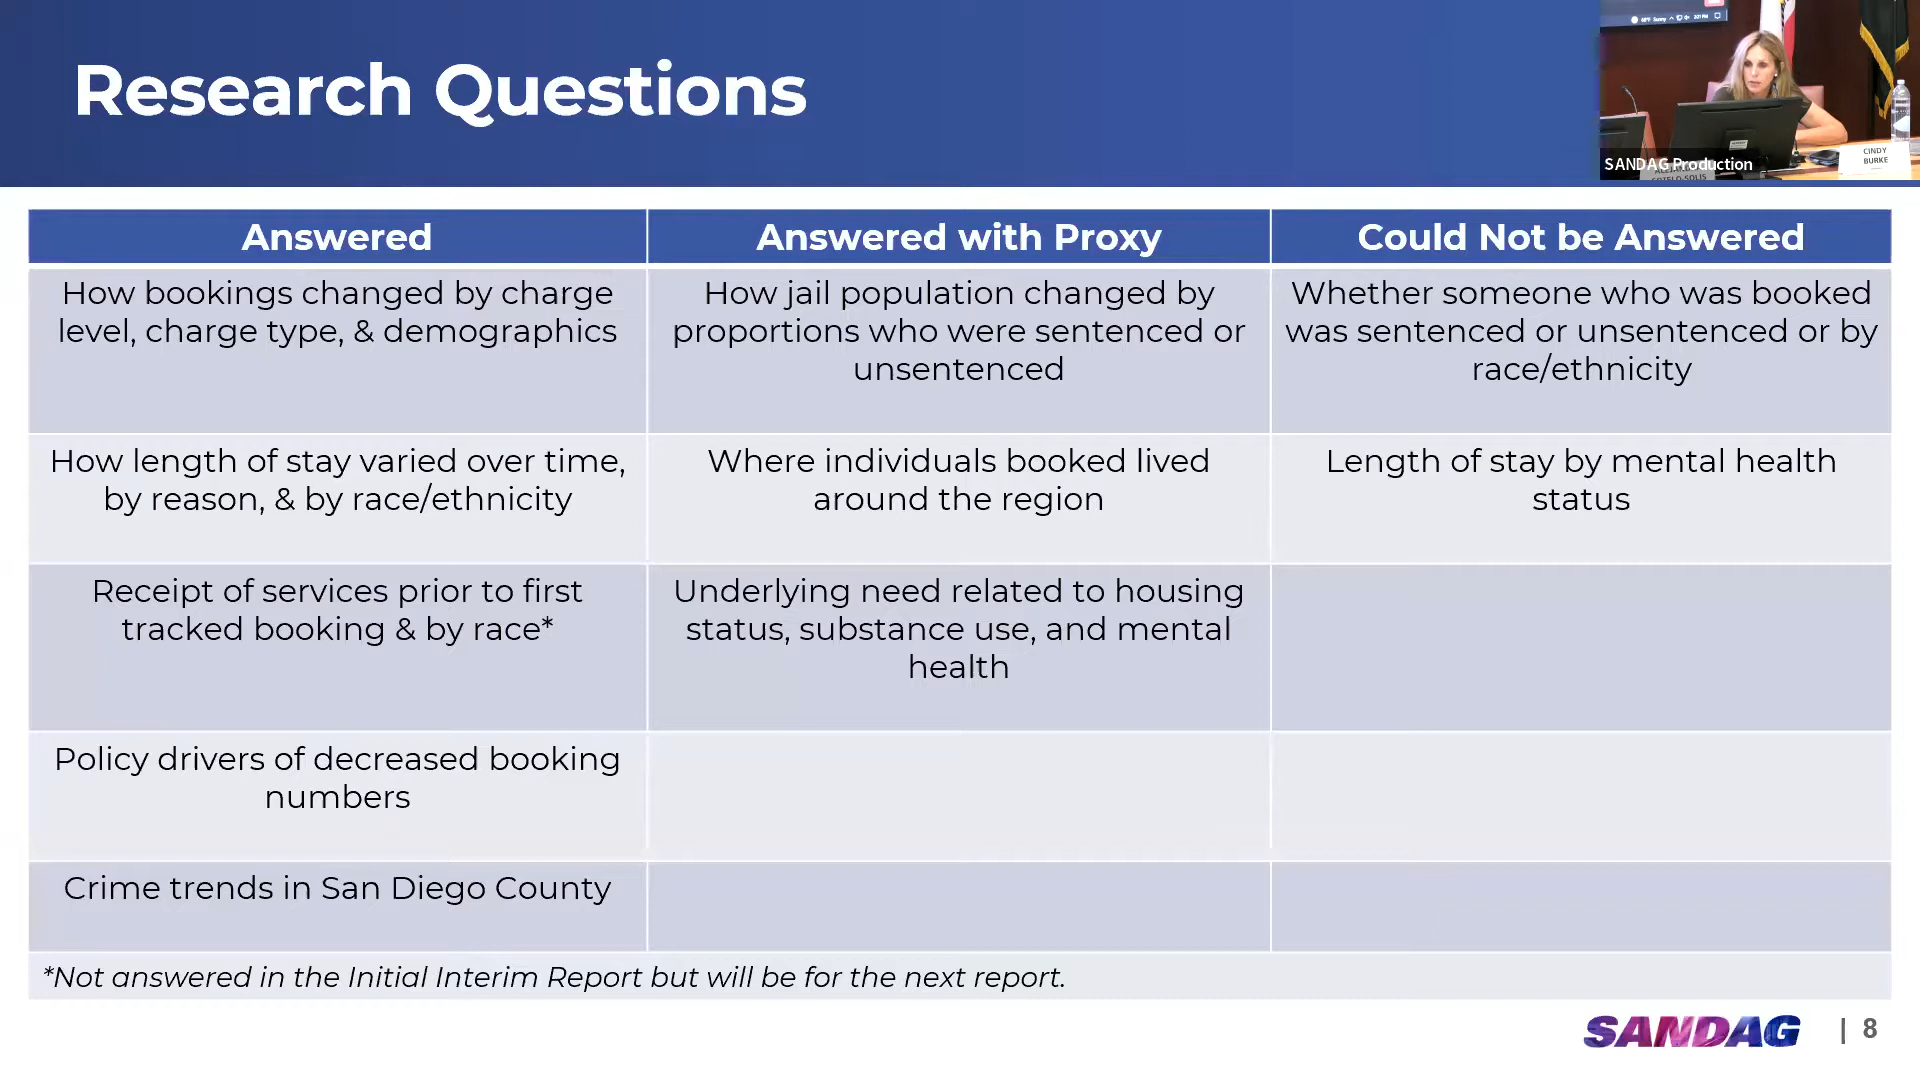 Research Questions
68°F Sunny
SANDAG Production
CINDY
BURKE
Answered
Answered with Proxy
Could Not be Answered
How bookings changed by charge
level, charge type, & demographics
How jail population changed by
proportions who were sentenced or
unsentenced
Whether someone who was booked
was sentenced or unsentenced or by
race/ethnicity
How length of stay varied over time,
by reason, & by race/ethnicity
Where individuals booked lived
around the region
Length of stay by mental health
status
Receipt of services prior to first
tracked booking & by race*
Underlying need related to housing
status, substance use, and mental
health
Policy drivers of decreased booking
numbers
Crime trends in San Diego County
*Not answered in the Initial Interim Report but will be for the next report.
SANDAG | 8